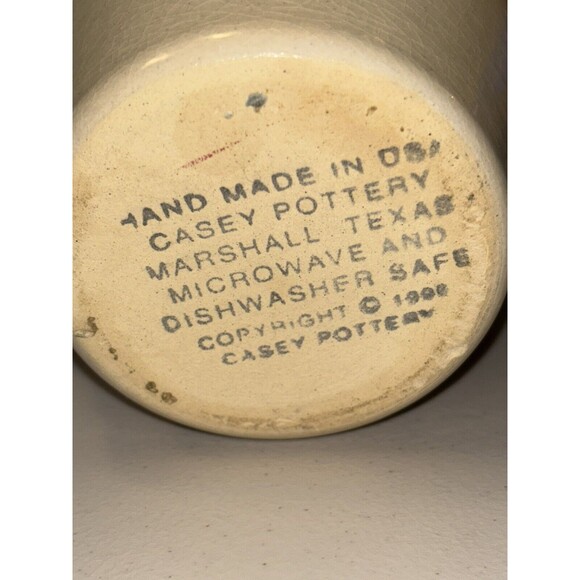 HAND MADE IN USA
CASEY POTTERY
MARSHALL TEXAS
MICROWAVE AND
DISHWASHER SAFE
COPYRIGHT ©
CASEY POTTERY